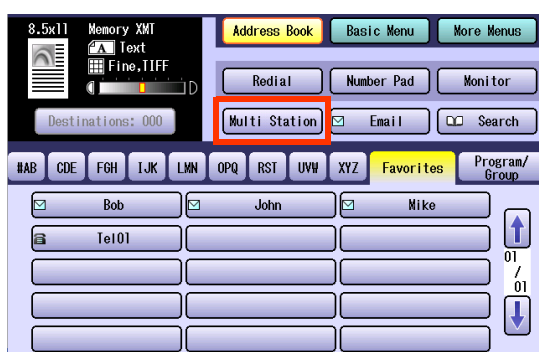 8.5x11 Memory XMT
A Text
Fine,TIFF
D
Destinations: 000
Address Book Basic Menu More Menus
Redial Number Pad Monitor
Multi Station Email Search
#AB CDE FGH IJK LMN OPQ RST UVW XYZ Favorites Program/
Group
Bob John Mike
Tel01
01
/
01